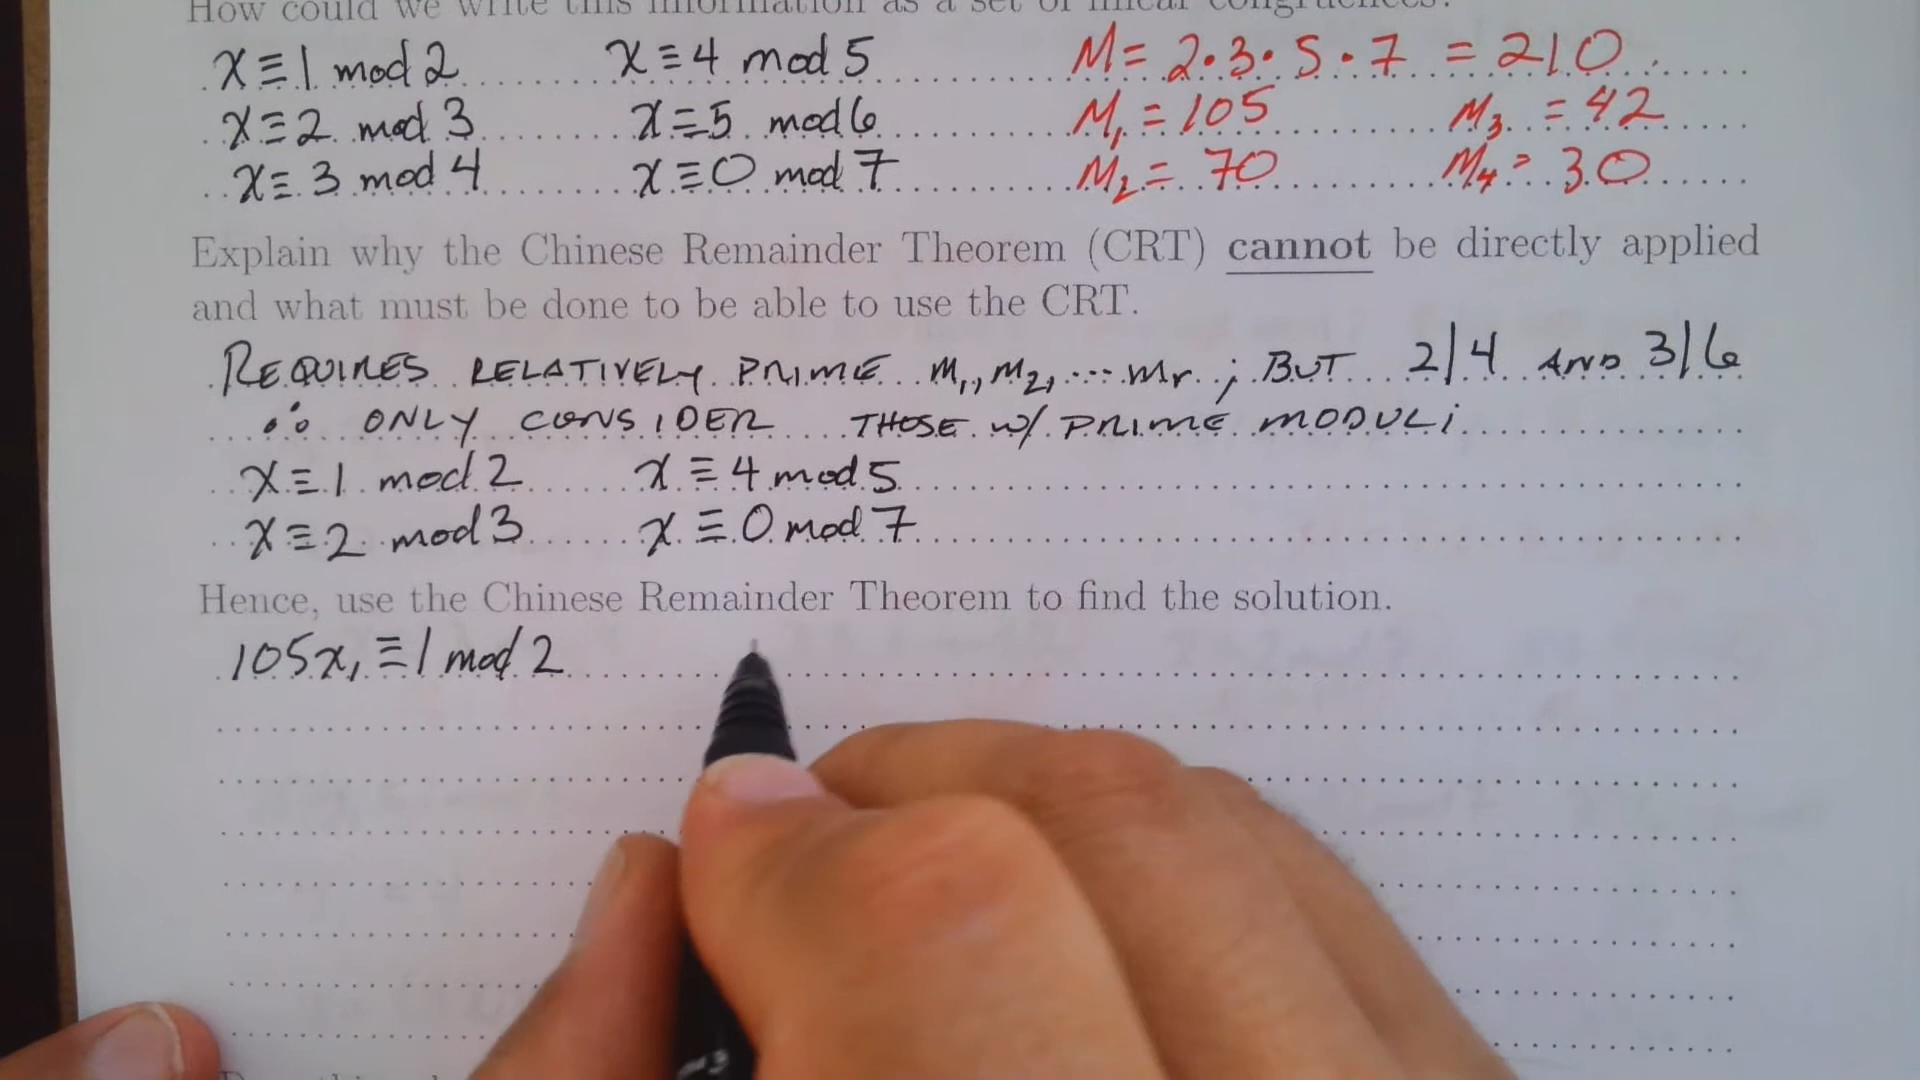 How could we write this information as a set of linear congruences?
x ≡ 1 mod 2 x ≡ 4 mod 5 M = 2·3·5·7 = 210
x ≡ 2 mod 3 x ≡ 5 mod 6 M₁ = 105 M₃ = 42
x ≡ 3 mod 4 x ≡ 0 mod 7 M₂ = 70 M₄ = 30
Explain why the Chinese Remainder Theorem (CRT) cannot be directly applied
and what must be done to be able to use the CRT.
REQUIRES RELATIVELY PRIME m₁, m₂, ... mr ; BUT 2|4 AND 3|6
∴ ONLY CONSIDER THOSE w/ PRIME MODULI
x ≡ 1 mod 2 x ≡ 4 mod 5
x ≡ 2 mod 3 x ≡ 0 mod 7
Hence, use the Chinese Remainder Theorem to find the solution.
105x₁ ≡ 1 mod 2